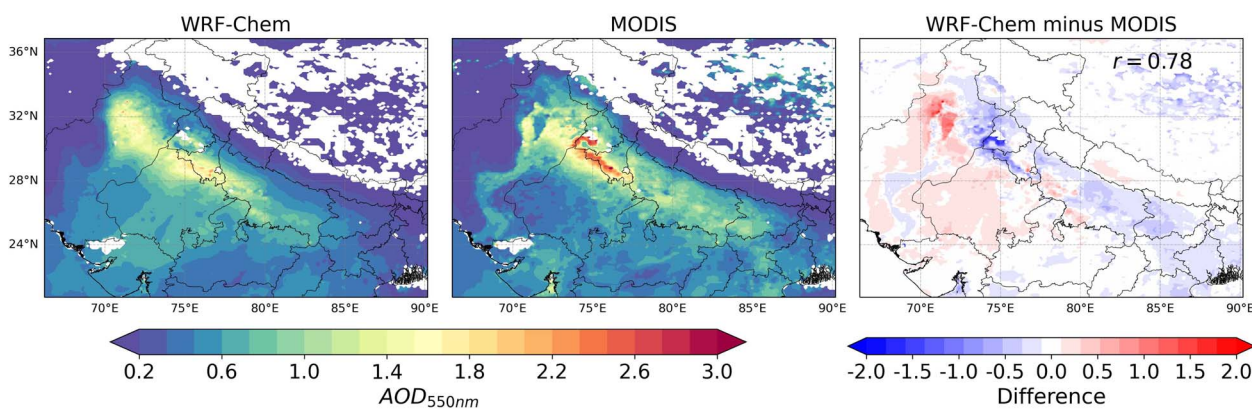 WRF-Chem
MODIS
WRF-Chem minus MODIS
36°N
32°N
28°N
24°N
r = 0.78
70°E 75°E 80°E 85°E 90°E
70°E 75°E 80°E 85°E 90°E
70°E 75°E 80°E 85°E 90°E
0.2 0.6 1.0 1.4 1.8 2.2 2.6 3.0
AOD550nm
-2.0 -1.5 -1.0 -0.5 0.0 0.5 1.0 1.5 2.0
Difference